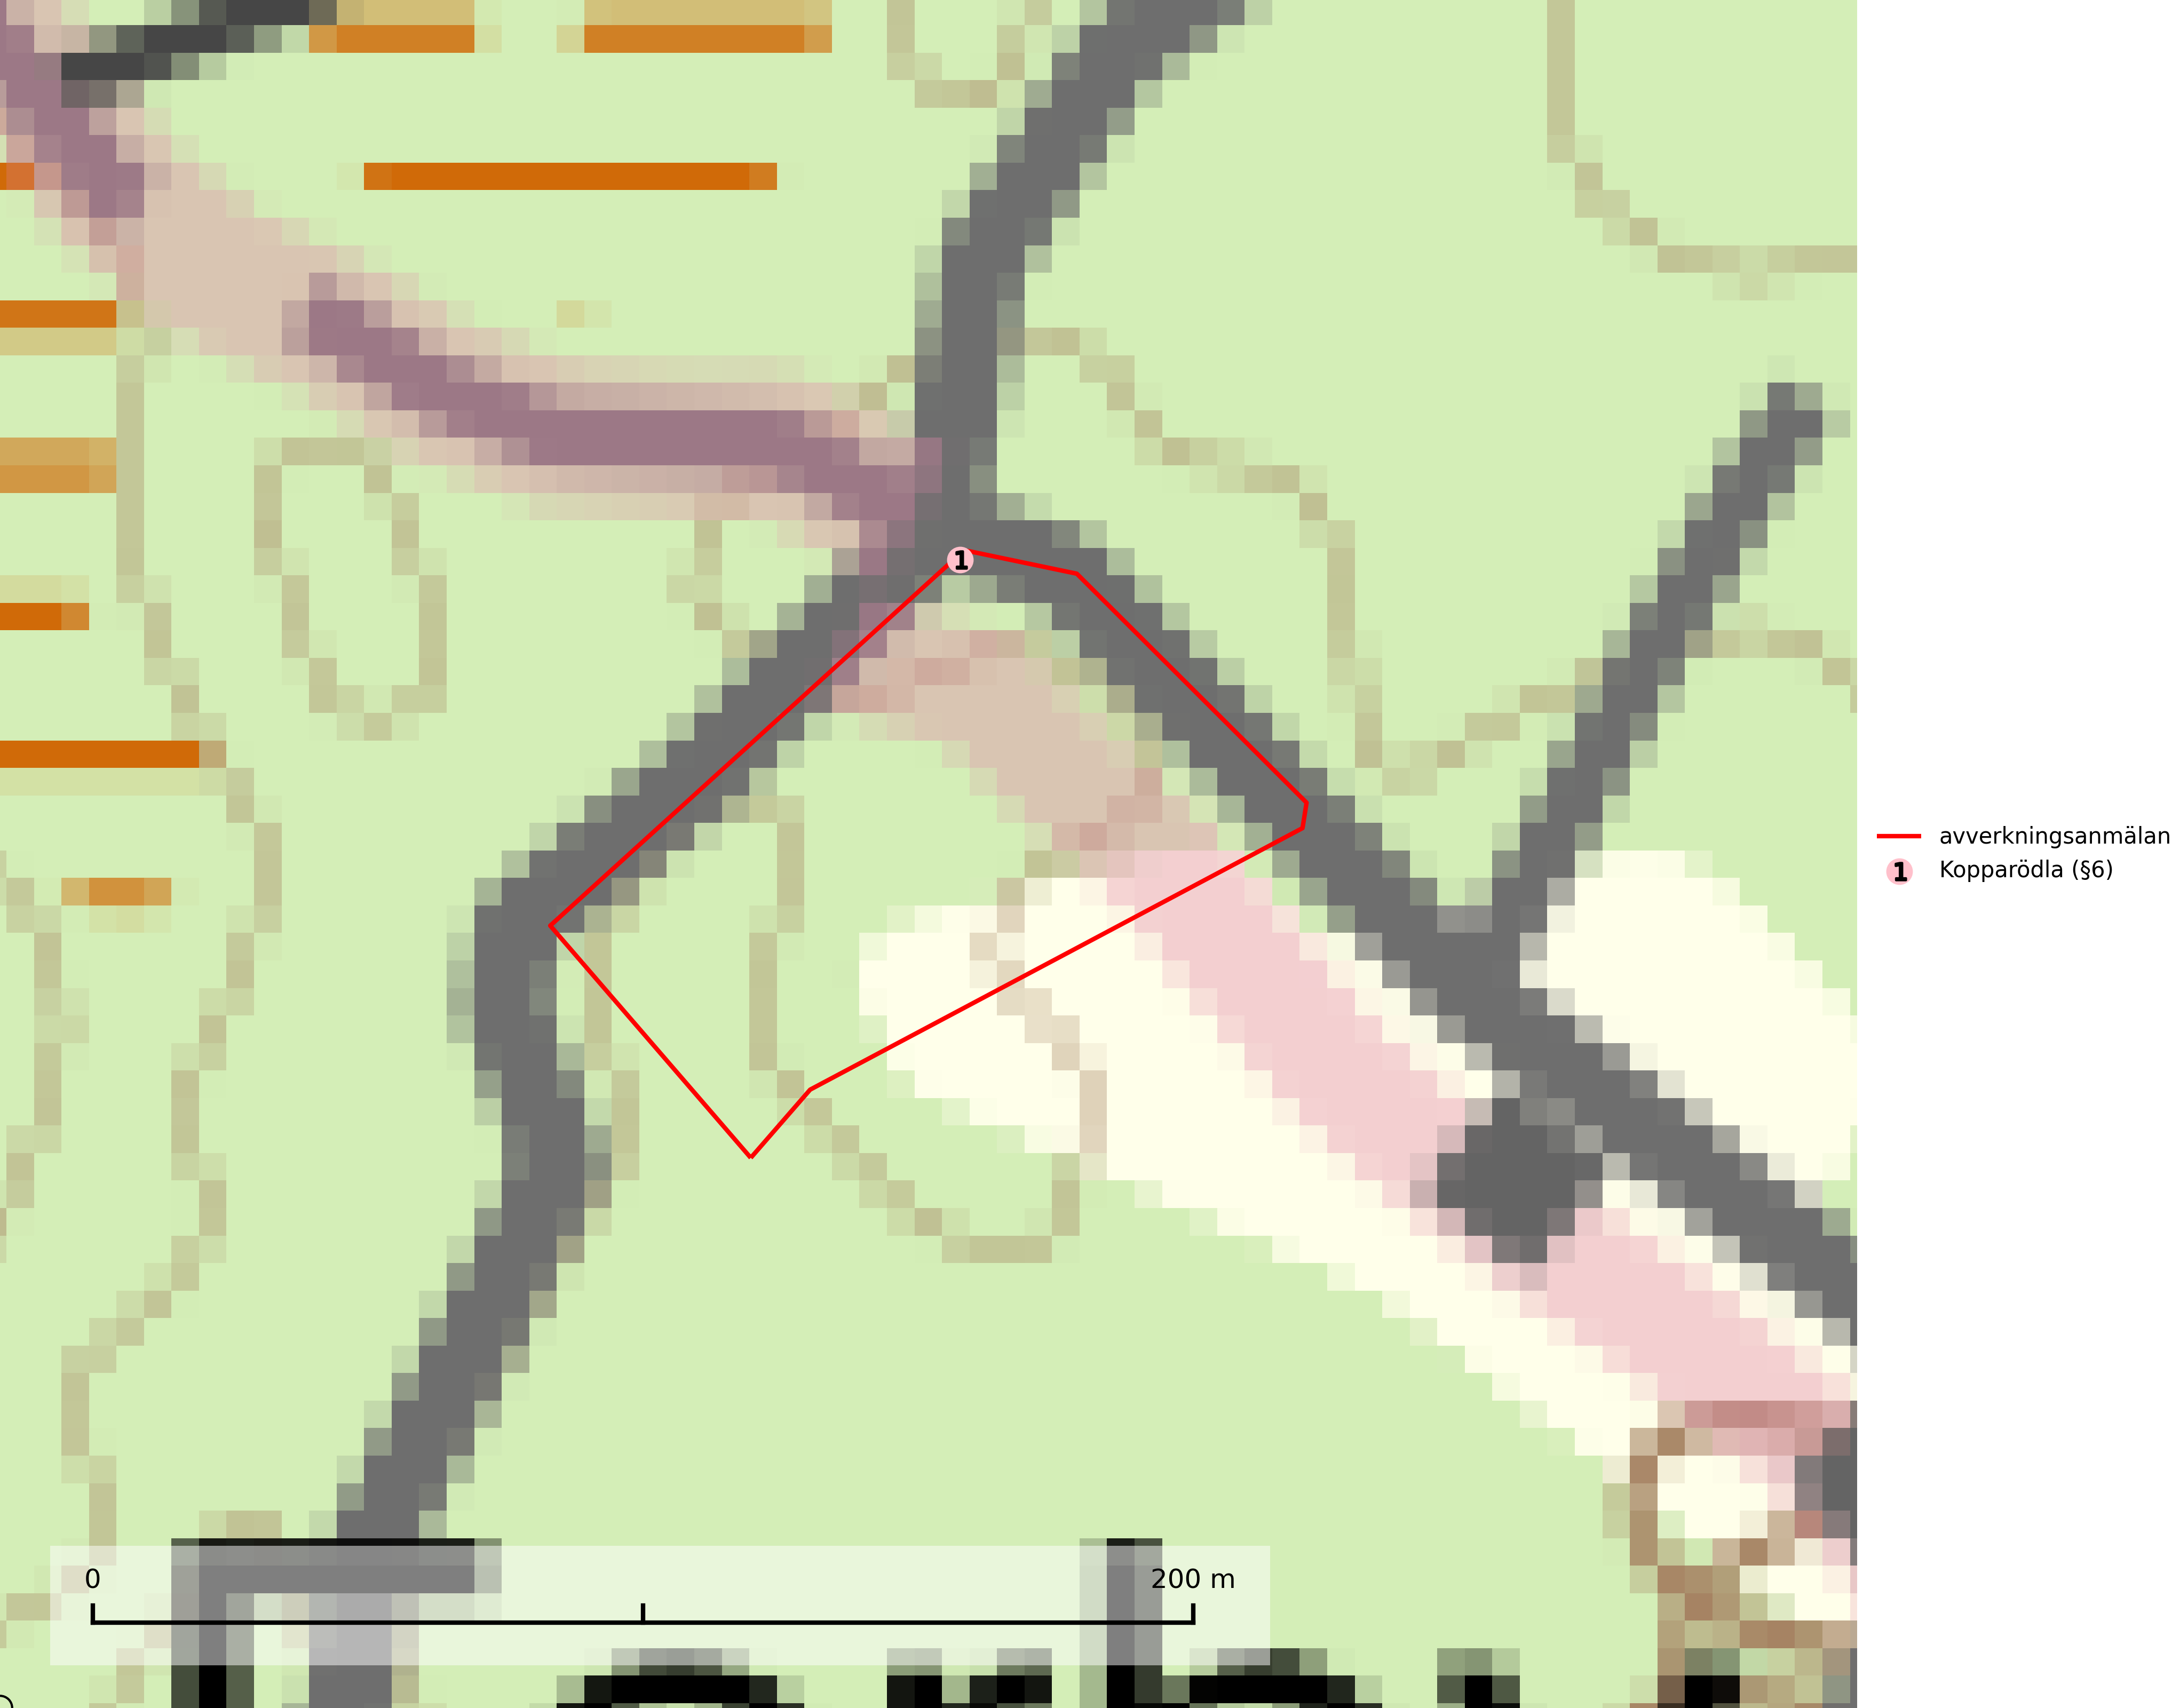 1
avverkningsanmälan
1 Kopparödla (§6)
0 200 m